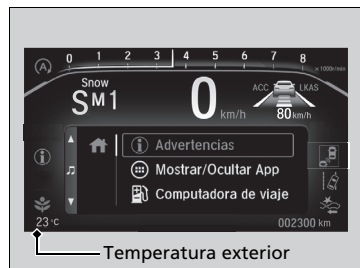 0 1 2 3 4 5 6 7 8 x 1000r/min
A
Snow
SM1
0 km/h
ACC LKAS
80 km/h
i Advertencias
Mostrar/Ocultar App
Computadora de viaje
23 °C
002300 km
Temperatura exterior